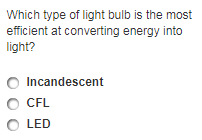 Which type of light bulb is the most
efficient at converting energy into
light?
Incandescent
CFL
LED